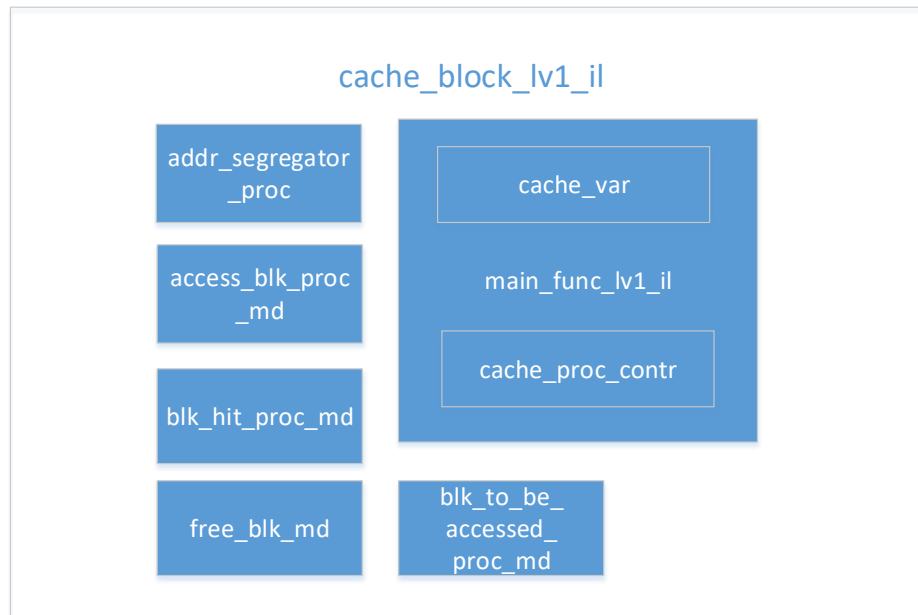 cache_block_lv1_il
addr_segregator
_proc
cache_var
access_blk_proc
_md
main_func_lv1_il
cache_proc_contr
blk_hit_proc_md
free_blk_md
blk_to_be_
accessed_
proc_md